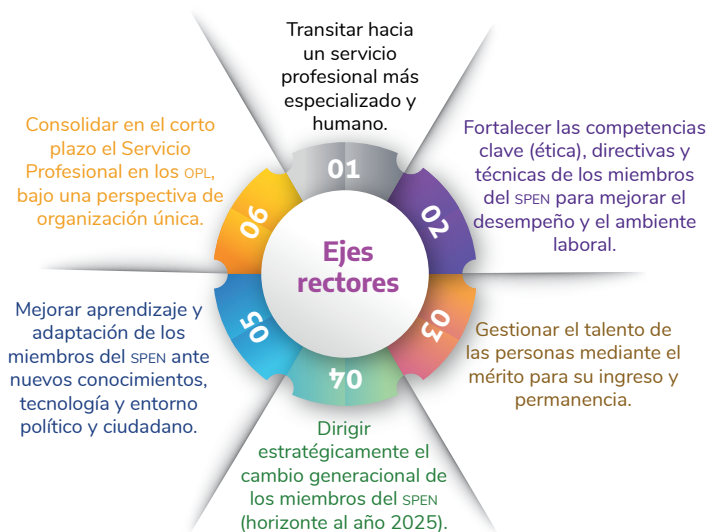 Transitar hacia
un servicio
profesional más
especializado y
humano.
01
Fortalecer las competencias
clave (ética), directivas y
técnicas de los miembros
del SPEN para mejorar el
desempeño y el ambiente
laboral.
02
Gestionar el talento de
las personas mediante el
mérito para su ingreso y
permanencia.
03
04
Dirigir
estratégicamente el
cambio generacional de
los miembros del SPEN
(horizonte al año 2025).
Mejorar aprendizaje y
adaptación de los
miembros del SPEN ante
nuevos conocimientos,
tecnología y entorno
político y ciudadano.
05
Consolidar en el corto
plazo el Servicio
Profesional en los OPL,
bajo una perspectiva de
organización única.
06
Ejes
rectores